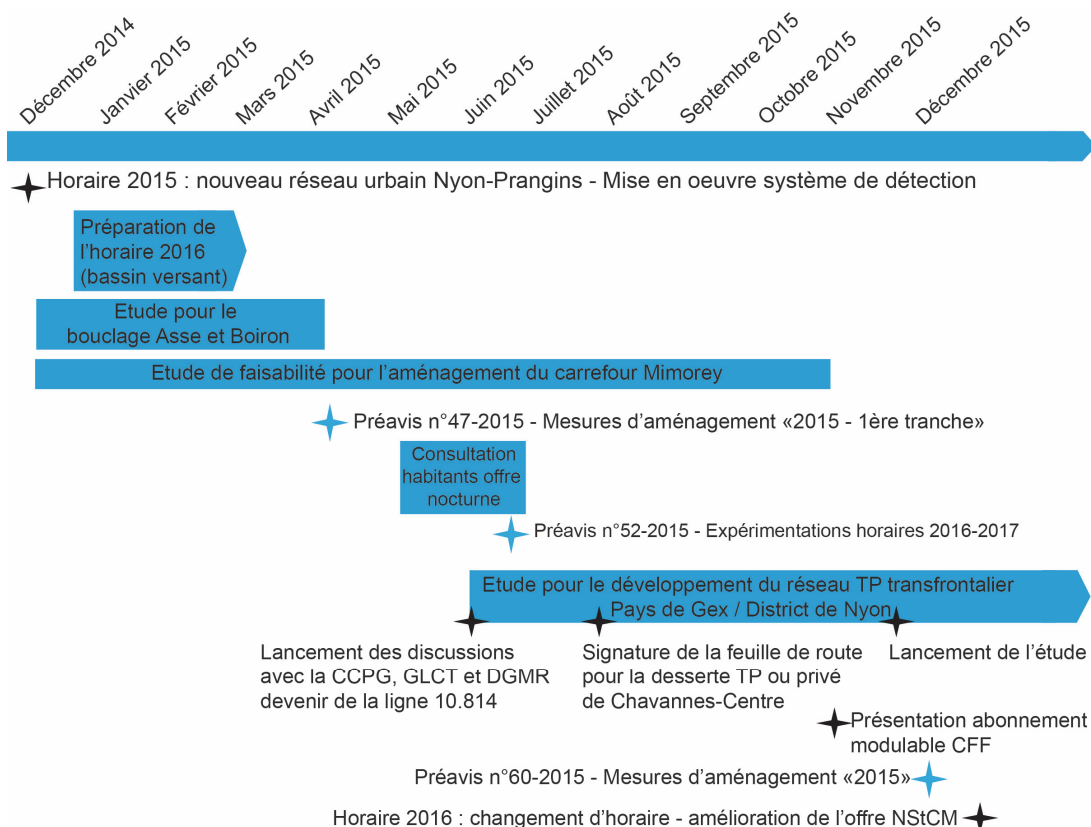 Décembre 2014
Janvier 2015
Février 2015
Mars 2015
Avril 2015
Mai 2015
Juin 2015
Juillet 2015
Août 2015
Septembre 2015
Octobre 2015
Novembre 2015
Décembre 2015
Horaire 2015 : nouveau réseau urbain Nyon-Prangins - Mise en oeuvre système de détection
Préparation de
l'horaire 2016
(bassin versant)
Etude pour le
bouclage Asse et Boiron
Etude de faisabilité pour l'aménagement du carrefour Mimorey
Préavis n°47-2015 - Mesures d'aménagement «2015 - 1ère tranche»
Consultation
habitants offre
nocturne
Préavis n°52-2015 - Expérimentations horaires 2016-2017
Etude pour le développement du réseau TP transfrontalier
Pays de Gex / District de Nyon
Lancement des discussions
avec la CCPG, GLCT et DGMR
devenir de la ligne 10.814
Signature de la feuille de route
pour la desserte TP ou privé
de Chavannes-Centre
Lancement de l'étude
Présentation abonnement
modulable CFF
Préavis n°60-2015 - Mesures d'aménagement «2015»
Horaire 2016 : changement d'horaire - amélioration de l'offre NStCM